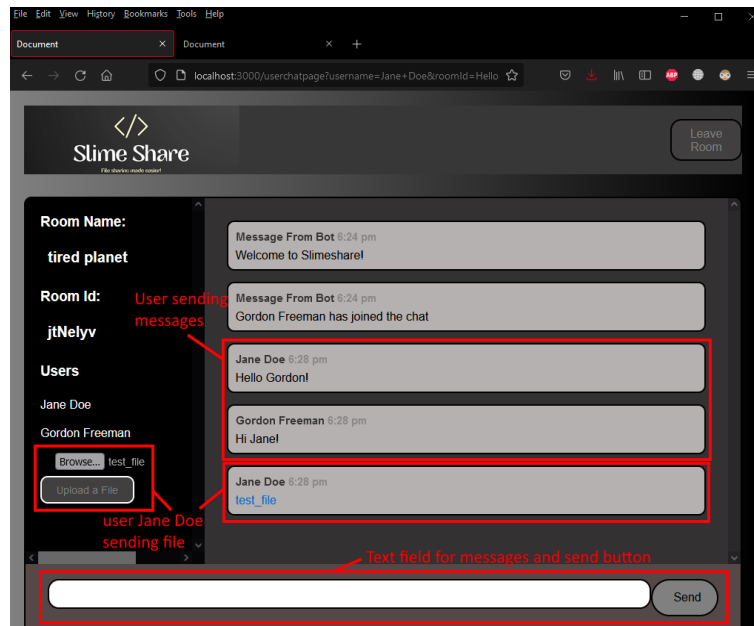 File Edit View History Bookmarks Tools Help
Document
Document
localhost:3000/userchatpage?username=Jane+Doe&roomId=Hello
ABP
</>
Slime Share
File sharing made easier!
Leave
Room
Room Name:
tired planet
Room Id:
jtNelyv
Users
Jane Doe
Gordon Freeman
Browse... test_file
Upload a File
user Jane Doe
sending file
User sending
messages
Message From Bot 6:24 pm
Welcome to Slimeshare!
Message From Bot 6:24 pm
Gordon Freeman has joined the chat
Jane Doe 6:28 pm
Hello Gordon!
Gordon Freeman 6:28 pm
Hi Jane!
Jane Doe 6:28 pm
test_file
Text field for messages and send button
Send